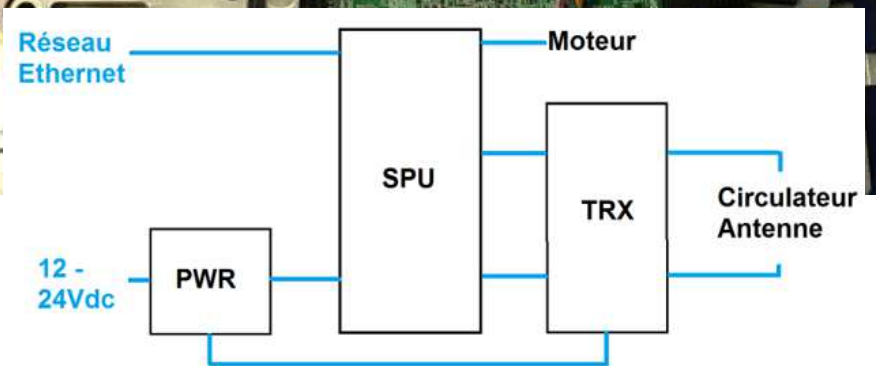 Réseau
Ethernet
Moteur
SPU
TRX
Circulateur
Antenne
12 -
24Vdc
PWR